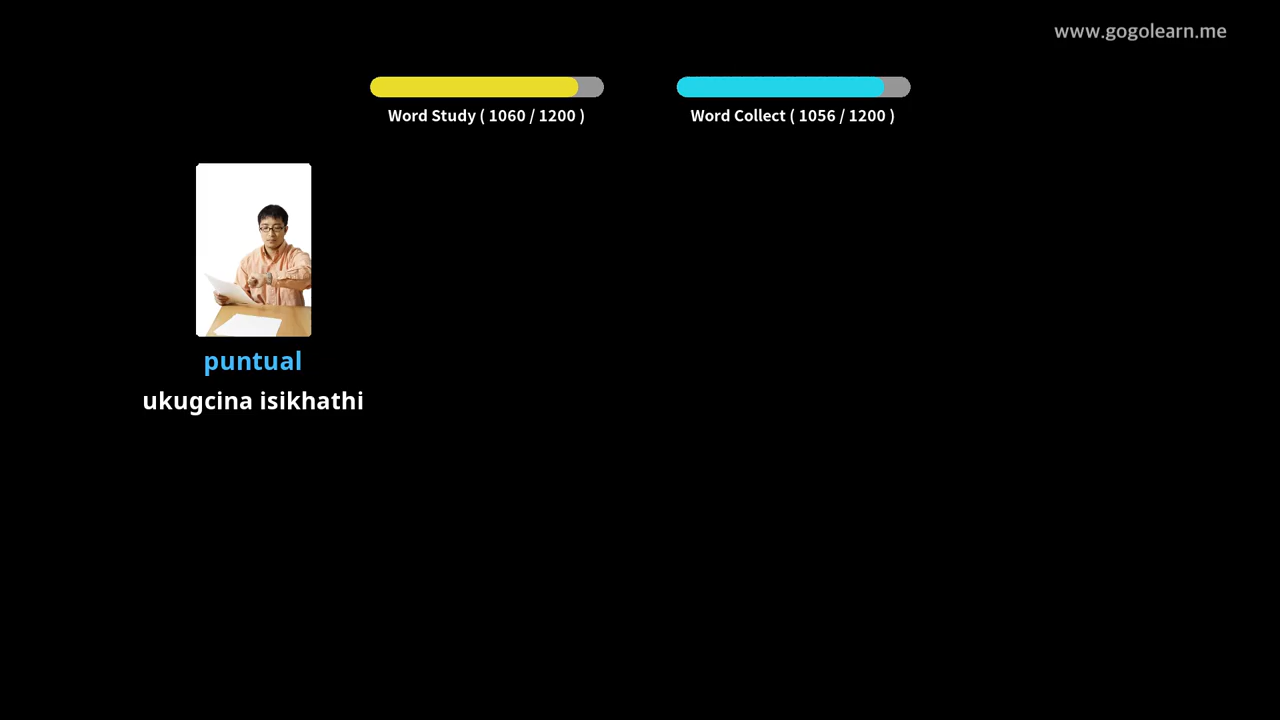 www.gogolearn.me
Word Study ( 1060 / 1200 )
Word Collect ( 1056 / 1200 )
puntual
ukugcina isikhathi